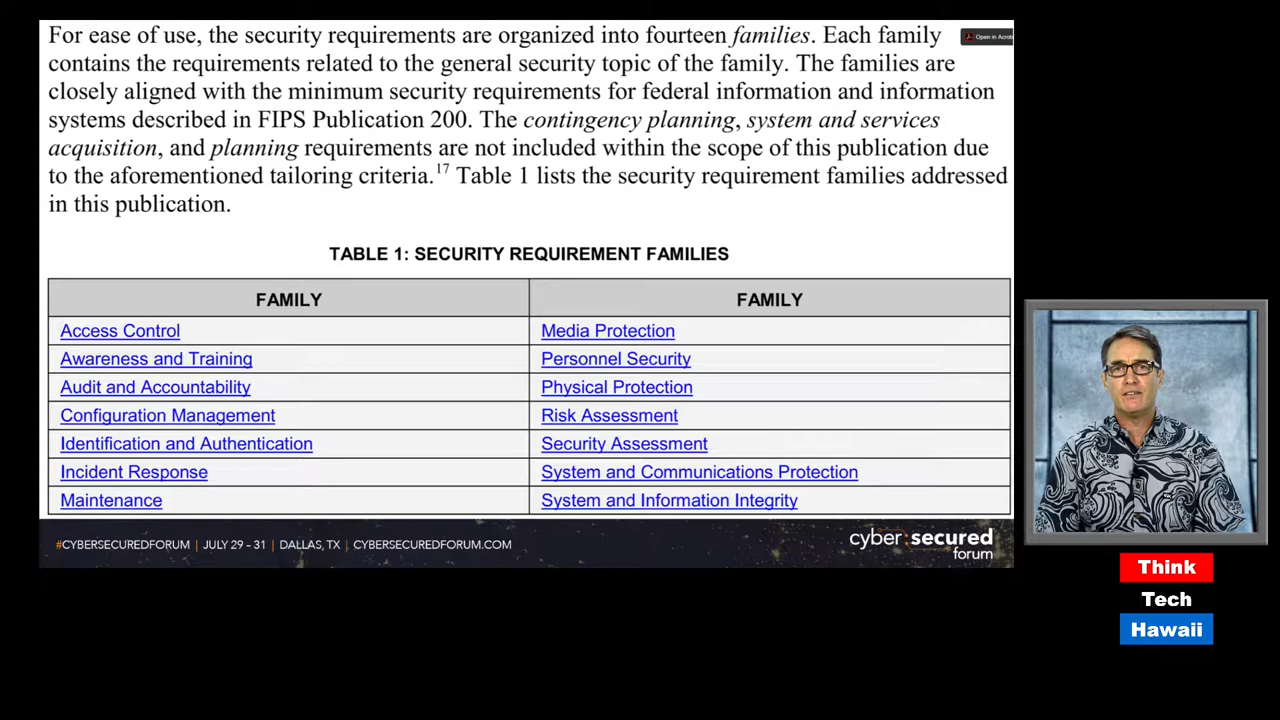 For ease of use, the security requirements are organized into fourteen families. Each family
contains the requirements related to the general security topic of the family. The families are
closely aligned with the minimum security requirements for federal information and information
systems described in FIPS Publication 200. The contingency planning, system and services
acquisition, and planning requirements are not included within the scope of this publication due
to the aforementioned tailoring criteria.17 Table 1 lists the security requirement families addressed
in this publication.
Open in Acrob
TABLE 1: SECURITY REQUIREMENT FAMILIES
FAMILY FAMILY
Access Control Media Protection
Awareness and Training Personnel Security
Audit and Accountability Physical Protection
Configuration Management Risk Assessment
Identification and Authentication Security Assessment
Incident Response System and Communications Protection
Maintenance System and Information Integrity
#CYBERSECUREDFORUM | JULY 29 - 31 | DALLAS, TX | CYBERSECUREDFORUM.COM
cyber:secured
forum
Think
Tech
Hawaii